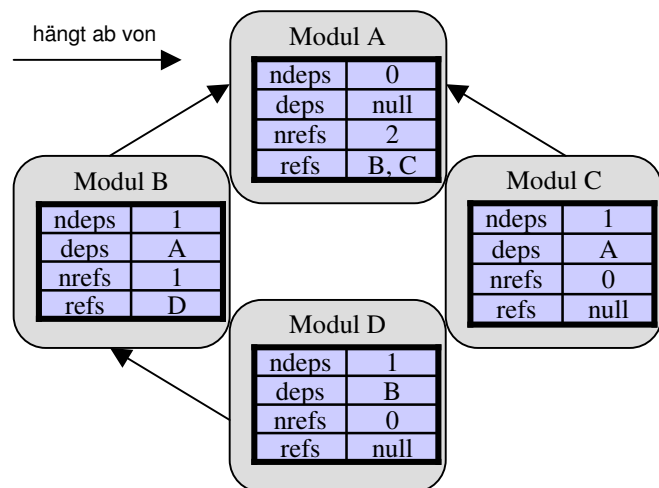 hängt ab von
Modul A
ndeps 0
deps null
nrefs 2
refs B, C
Modul B
ndeps 1
deps A
nrefs 1
refs D
Modul C
ndeps 1
deps A
nrefs 0
refs null
Modul D
ndeps 1
deps B
nrefs 0
refs null